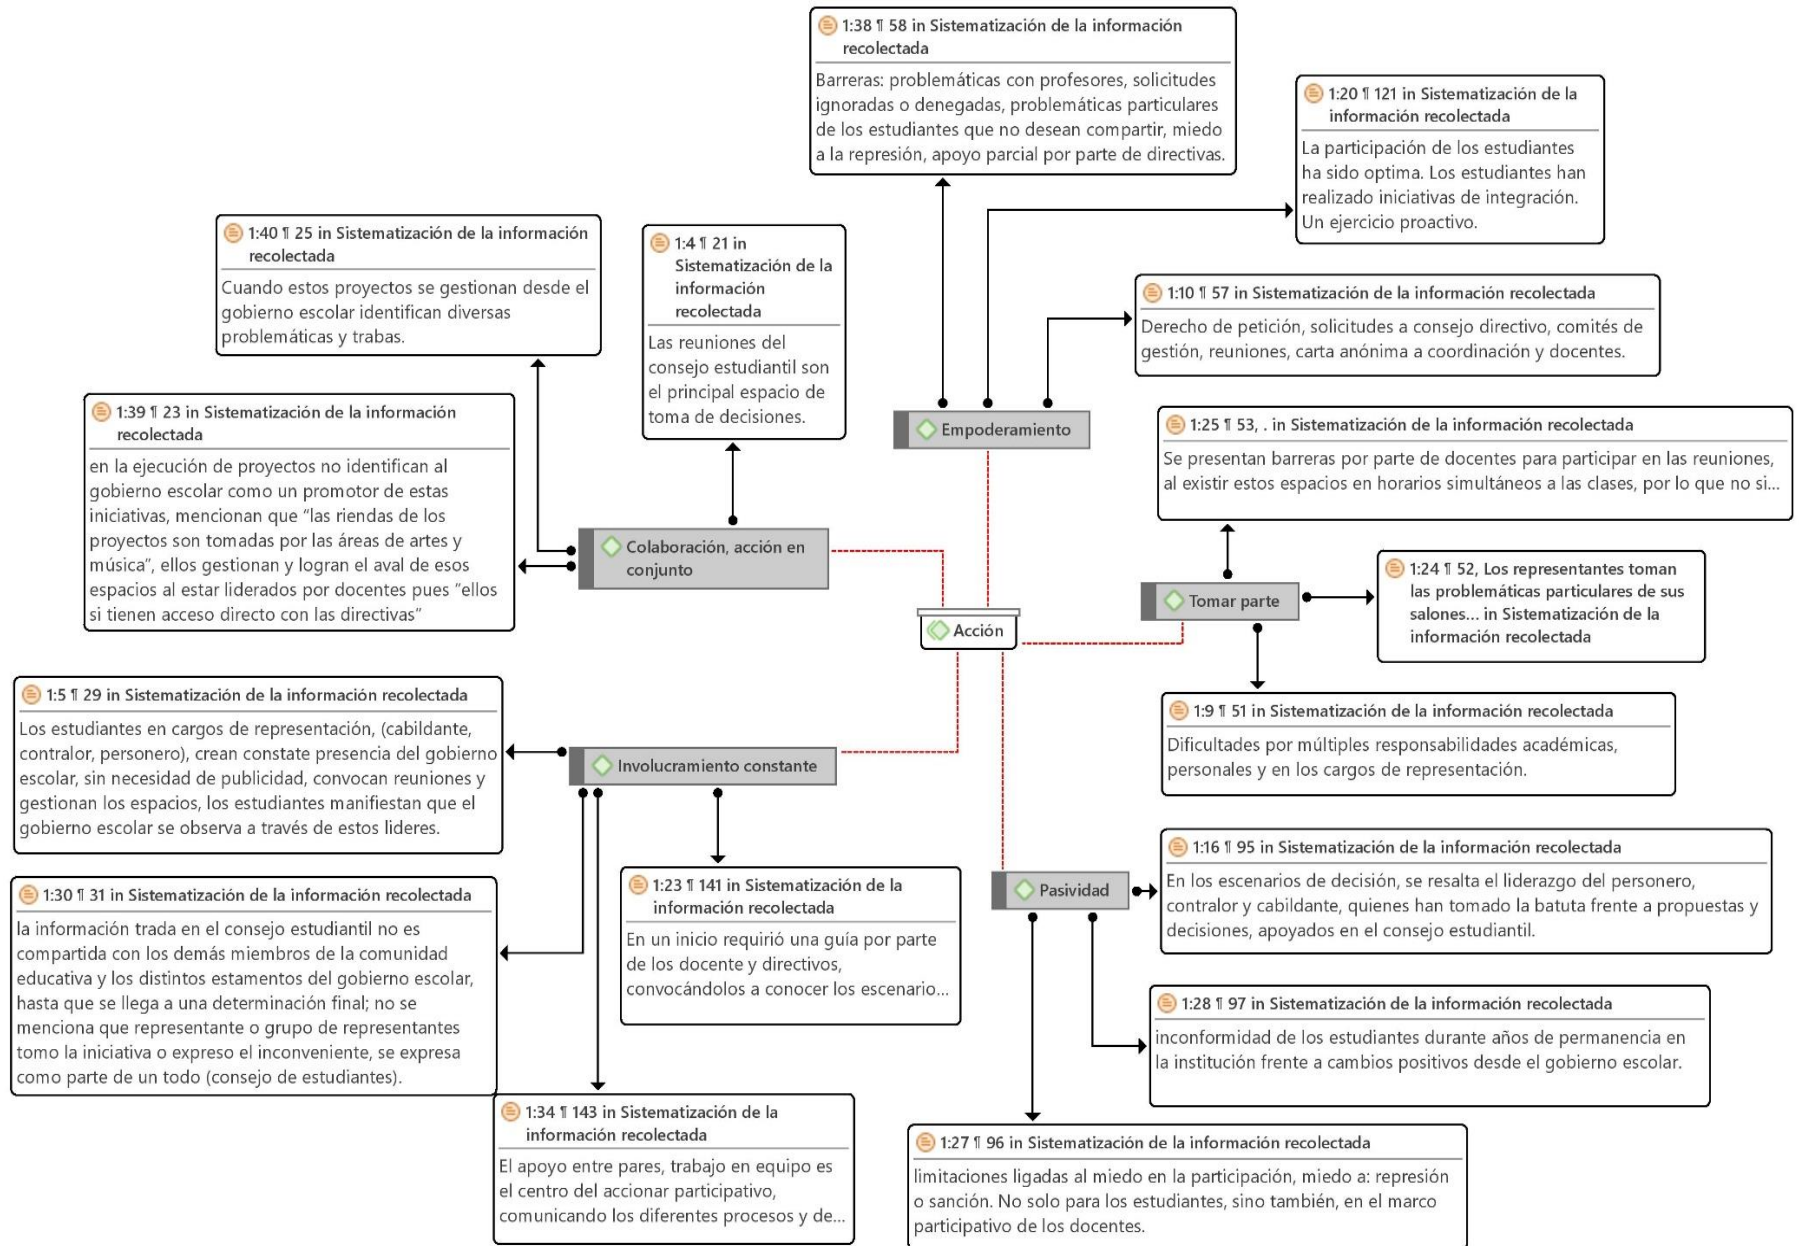 1:38 ¶ 58 in Sistematización de la información
recolectada
Barreras: problemáticas con profesores, solicitudes
ignoradas o denegadas, problemáticas particulares
de los estudiantes que no desean compartir, miedo
a la represión, apoyo parcial por parte de directivas.
1:20 ¶ 121 in Sistematización de la
información recolectada
La participación de los estudiantes
ha sido optima. Los estudiantes han
realizado iniciativas de integración.
Un ejercicio proactivo.
1:40 ¶ 25 in Sistematización de la información
recolectada
Cuando estos proyectos se gestionan desde el
gobierno escolar identifican diversas
problemáticas y trabas.
1:4 ¶ 21 in
Sistematización de la
información
recolectada
Las reuniones del
consejo estudiantil son
el principal espacio de
toma de decisiones.
1:10 ¶ 57 in Sistematización de la información recolectada
Derecho de petición, solicitudes a consejo directivo, comités de
gestión, reuniones, carta anónima a coordinación y docentes.
1:39 ¶ 23 in Sistematización de la información
recolectada
en la ejecución de proyectos no identifican al
gobierno escolar como un promotor de estas
iniciativas, mencionan que “las riendas de los
proyectos son tomadas por las áreas de artes y
música”, ellos gestionan y logran el aval de esos
espacios al estar liderados por docentes pues “ellos
si tienen acceso directo con las directivas”
Empoderamiento
1:25 ¶ 53, . in Sistematización de la información recolectada
Se presentan barreras por parte de docentes para participar en las reuniones,
al existir estos espacios en horarios simultáneos a las clases, por lo que no si...
Colaboración, acción en
conjunto
Tomar parte
1:24 ¶ 52, Los representantes toman
las problemáticas particulares de sus
salones... in Sistematización de la
información recolectada
Acción
1:5 ¶ 29 in Sistematización de la información recolectada
Los estudiantes en cargos de representación, (cabildante,
contralor, personero), crean constate presencia del gobierno
escolar, sin necesidad de publicidad, convocan reuniones y
gestionan los espacios, los estudiantes manifiestan que el
gobierno escolar se observa a través de estos lideres.
1:9 ¶ 51 in Sistematización de la información recolectada
Dificultades por múltiples responsabilidades académicas,
personales y en los cargos de representación.
Involucramiento constante
1:30 ¶ 31 in Sistematización de la información recolectada
la información trada en el consejo estudiantil no es
compartida con los demás miembros de la comunidad
educativa y los distintos estamentos del gobierno escolar,
hasta que se llega a una determinación final; no se
menciona que representante o grupo de representantes
tomo la iniciativa o expreso el inconveniente, se expresa
como parte de un todo (consejo de estudiantes).
1:23 ¶ 141 in Sistematización de la
información recolectada
En un inicio requirió una guía por parte
de los docente y directivos,
convocándolos a conocer los escenario...
Pasividad
1:16 ¶ 95 in Sistematización de la información recolectada
En los escenarios de decisión, se resalta el liderazgo del personero,
contralor y cabildante, quienes han tomado la batuta frente a propuestas y
decisiones, apoyados en el consejo estudiantil.
1:28 ¶ 97 in Sistematización de la información recolectada
inconformidad de los estudiantes durante años de permanencia en
la institución frente a cambios positivos desde el gobierno escolar.
1:34 ¶ 143 in Sistematización de la
información recolectada
El apoyo entre pares, trabajo en equipo es
el centro del accionar participativo,
comunicando los diferentes procesos y de...
1:27 ¶ 96 in Sistematización de la información recolectada
limitaciones ligadas al miedo en la participación, miedo a: represión
o sanción. No solo para los estudiantes, sino también, en el marco
participativo de los docentes.